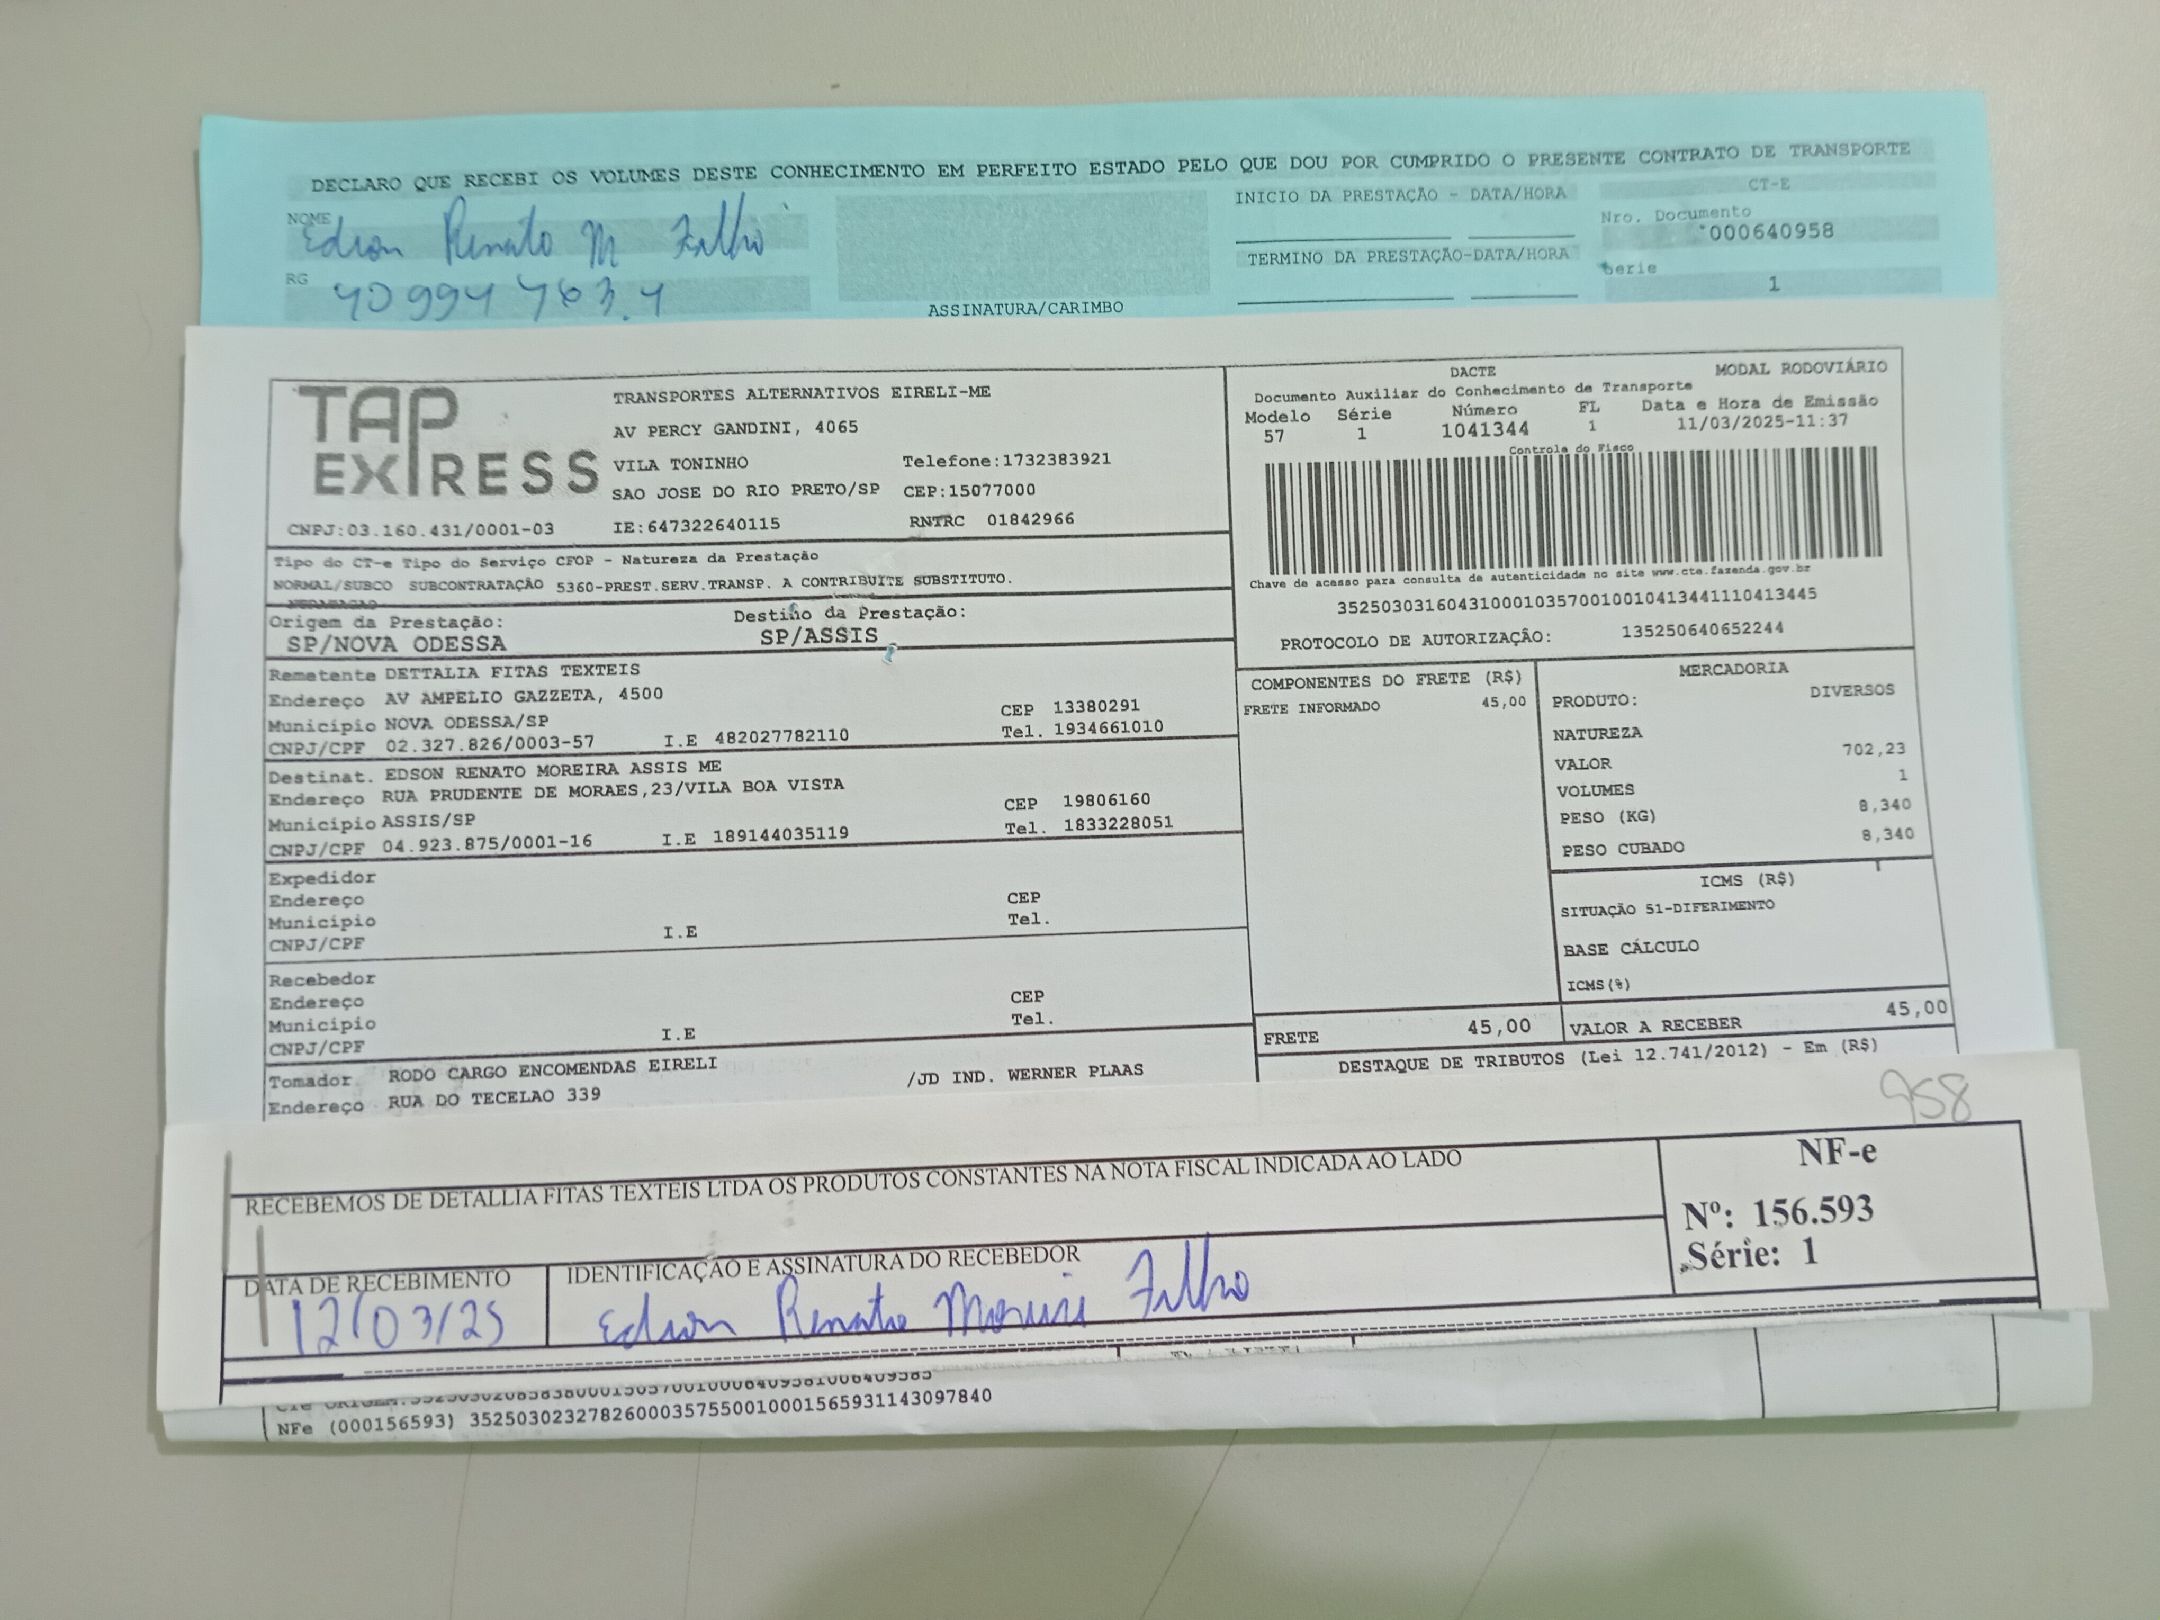 DECLARO QUE RECEBI OS VOLUMES DESTE CONHECIMENTO EM PERFEITO ESTADO PELO QUE DOU POR CUMPRIDO O PRESENTE CONTRATO DE TRANSPORTE
NOME Edson Renato M Filho
RG
ASSINATURA/CARIMBO
INICIO DA PRESTAÇÃO - DATA/HORA
TERMINO DA PRESTAÇÃO-DATA/HORA
CT-E
Nro. Documento
000640958
Serie
1
TAP EXPRESS
CNPJ:03.160.431/0001-03
TRANSPORTES ALTERNATIVOS EIRELI-ME
AV PERCY GANDINI, 4065
VILA TONINHO Telefone:1732383921
SAO JOSE DO RIO PRETO/SP CEP:15077000
IE:647322640115 RNTRC 01842966
DACTE MODAL RODOVIÁRIO
Documento Auxiliar do Conhecimento de Transporte
Modelo Série Número FL Data e Hora de Emissão
57 1 1041344 1 11/03/2025-11:37
Controle do Fisco
Chave de acesso para consulta de autenticidade no site www.cte.fazenda.gov.br
35250303160431000103570010010413441110413445
PROTOCOLO DE AUTORIZAÇÃO: 135250640652244
Tipo do CT-e Tipo do Serviço CFOP - Natureza da Prestação
NORMAL/SUBCO SUBCONTRATAÇÃO 5360-PREST.SERV.TRANSP. A CONTRIBUITE SUBSTITUTO.
Origem da Prestação: Destino da Prestação:
SP/NOVA ODESSA SP/ASSIS
Remetente DETTALIA FITAS TEXTEIS
Endereço AV AMPELIO GAZZETA, 4500
Município NOVA ODESSA/SP CEP 13380291
CNPJ/CPF 02.327.826/0003-57 I.E 482027782110 Tel. 1934661010
Destinat. EDSON RENATO MOREIRA ASSIS ME
Endereço RUA PRUDENTE DE MORAES,23/VILA BOA VISTA
Município ASSIS/SP CEP 19806160
CNPJ/CPF 04.923.875/0001-16 I.E 189144035119 Tel. 1833228051
Expedidor
Endereço CEP
Município Tel.
CNPJ/CPF I.E
Recebedor
Endereço CEP
Município Tel.
CNPJ/CPF I.E
Tomador RODO CARGO ENCOMENDAS EIRELI
Endereço RUA DO TECELAO 339 /JD IND. WERNER PLAAS
COMPONENTES DO FRETE (R$)
FRETE INFORMADO 45,00
MERCADORIA
PRODUTO: DIVERSOS
NATUREZA
VALOR 702,23
VOLUMES 1
PESO (KG) 8,340
PESO CUBADO 8,340
ICMS (R$)
SITUAÇÃO 51-DIFERIMENTO
BASE CÁLCULO
ICMS(%)
FRETE 45,00 VALOR A RECEBER 45,00
DESTAQUE DE TRIBUTOS (Lei 12.741/2012) - Em (R$)
958
RECEBEMOS DE DETALLIA FITAS TEXTEIS LTDA OS PRODUTOS CONSTANTES NA NOTA FISCAL INDICADA AO LADO
NF-e
Nº: 156.593
Série: 1
DATA DE RECEBIMENTO IDENTIFICAÇÃO E ASSINATURA DO RECEBEDOR
12/03/25 Edson Renato Moreira Filho
NFe (000156593) 35250302327826000357550010001565931143097840